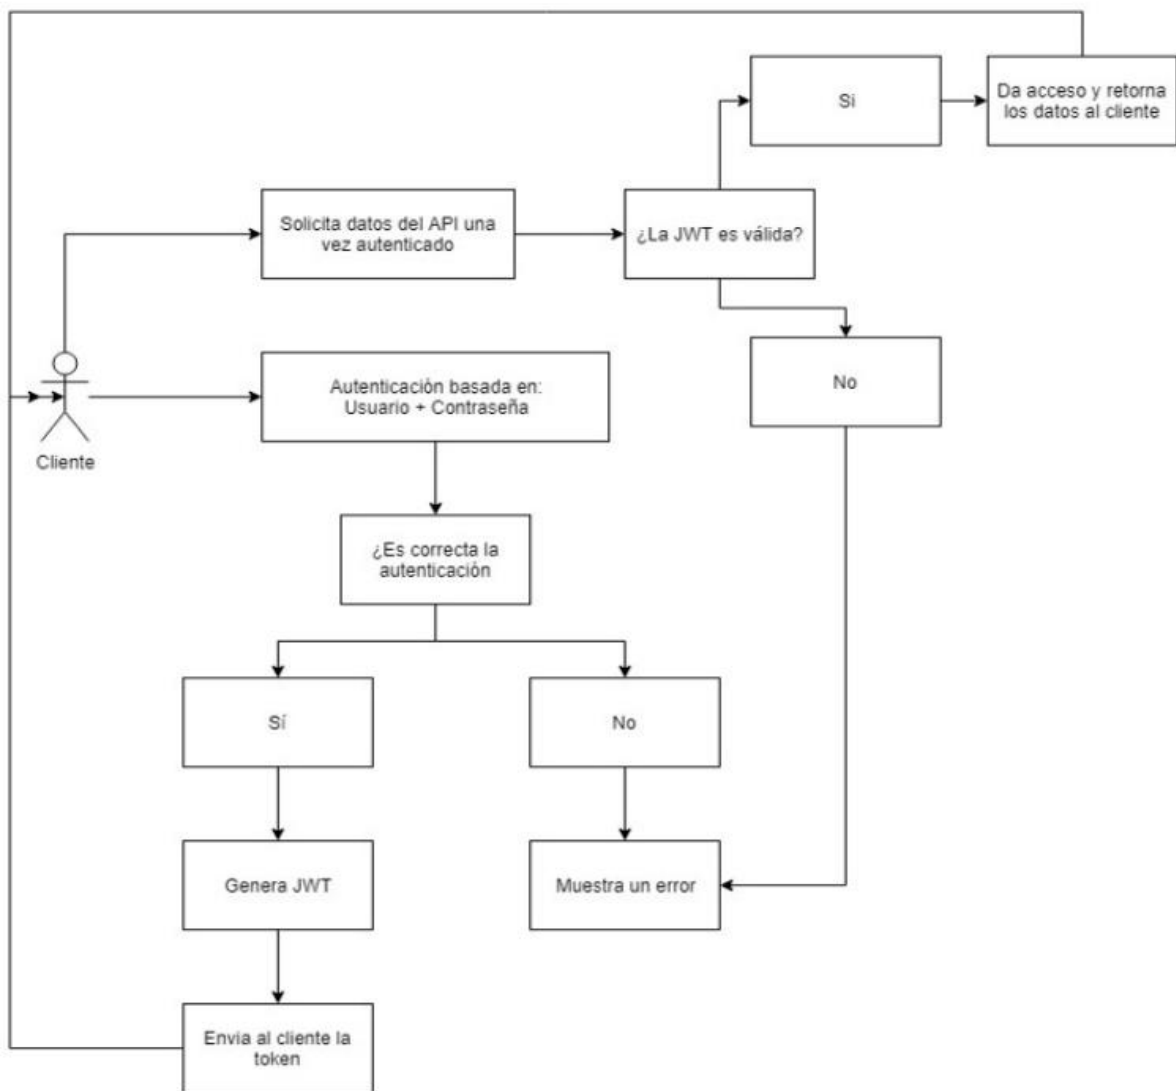 Si
Da acceso y retorna
los datos al cliente
Solicita datos del API una
vez autenticado
¿La JWT es válida?
No
Autenticación basada en:
Usuario + Contraseña
Cliente
¿Es correcta la
autenticación
Sí
No
Genera JWT
Muestra un error
Envia al cliente la
token